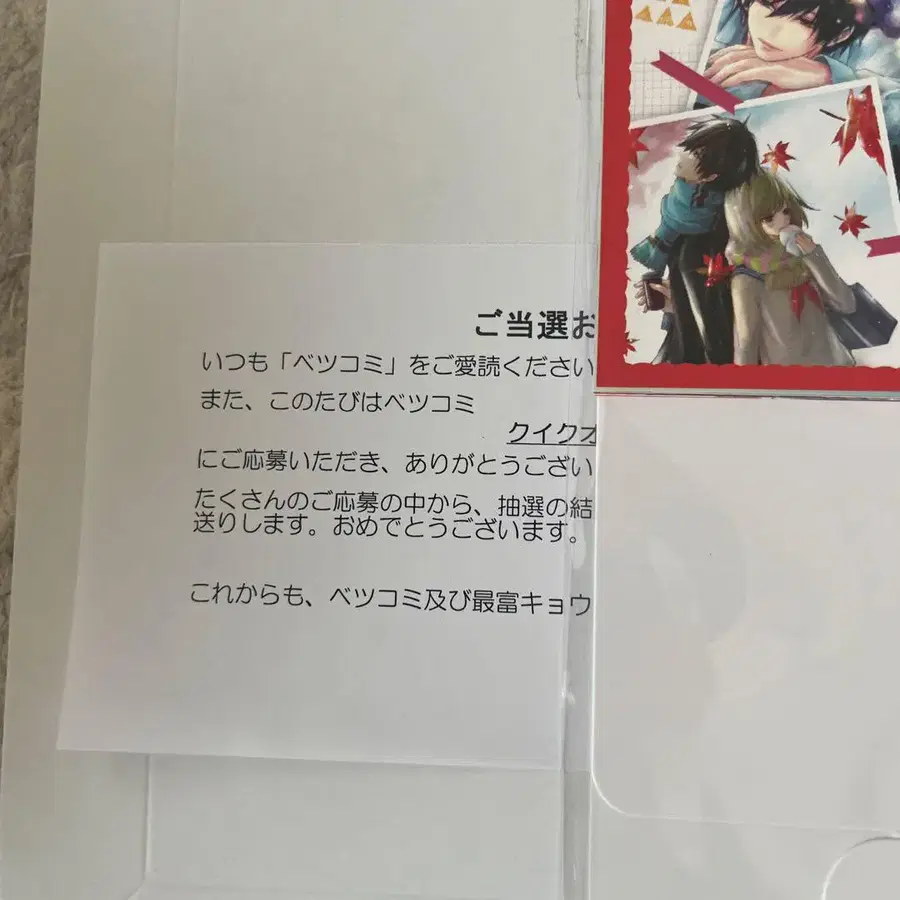 ご当選お
いつも「ベツコミ」をご愛読ください
また、このたびはベツコミ
クイクオ
にご応募いただき、ありがとうござい
たくさんのご応募の中から、抽選の結
送りします。おめでとうございます。
これからも、ベツコミ及び最富キョウ